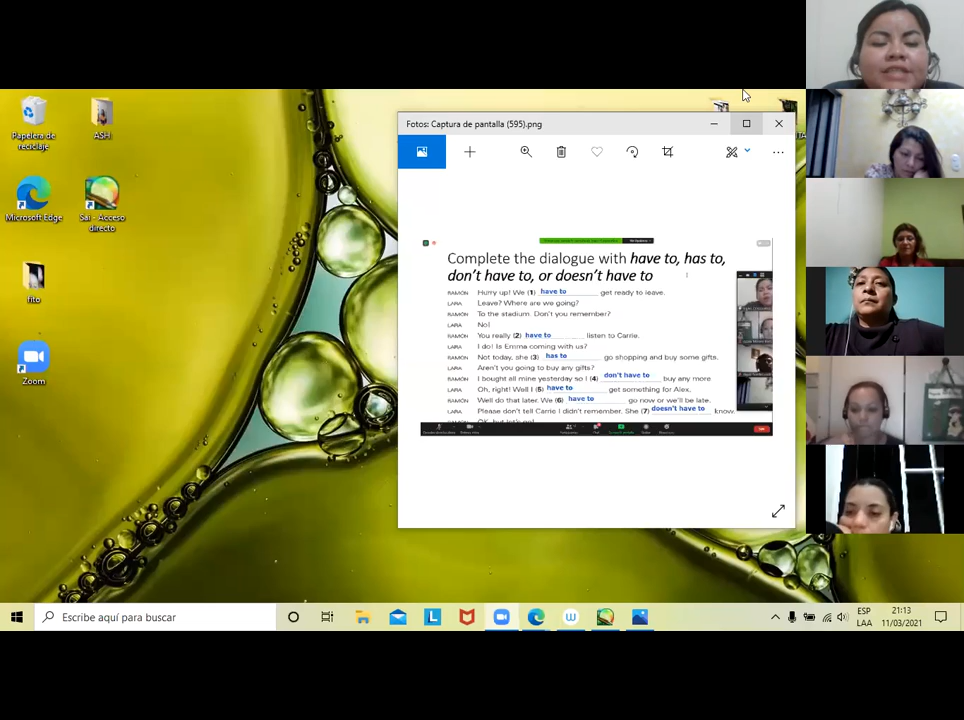 Papelera de
reciclaje
ASHI
Microsoft Edge
Sai - Acceso
directo
fito
Zoom
Fotos: Captura de pantalla (595).png
Complete the dialogue with have to, has to,
don't have to, or doesn't have to
RAMÓN Hurry up! We (1) have to get ready to leave.
LARA Leave? Where are we going?
RAMÓN To the stadium. Don't you remember?
LARA No!
RAMÓN You really (2) have to listen to Carrie.
LARA I do! Is Emma coming with us?
RAMÓN Not today, she (3) has to go shopping and buy some gifts.
LARA Aren't you going to buy any gifts?
RAMÓN I bought all mine yesterday so I (4) don't have to buy any more
LARA Oh, right! Well I (5) have to get something for Alex.
RAMÓN Well do that later. We (6) have to go now or we'll be late.
LARA Please don't tell Carrie I didn't remember. She (7) doesn't have to know.
Escribe aquí para buscar
ESP
LAA
21:13
11/03/2021